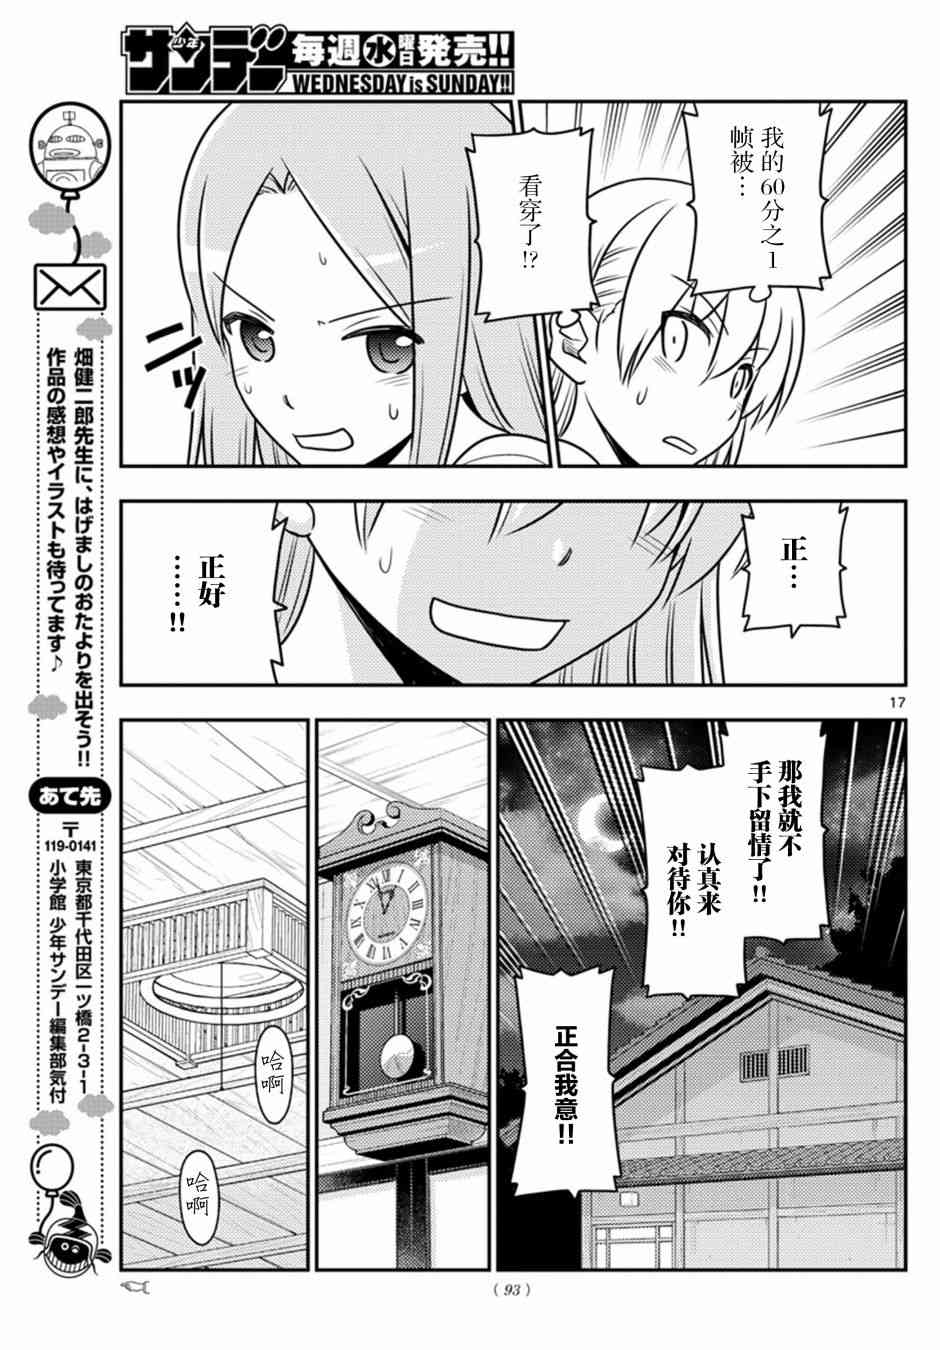 サンデー
少年
毎週水曜日発売!!
WEDNESDAY is SUNDAY!!
我的60分之1
帧被…
看穿了!?
正…
正好
……!!
17
那我就不
手下留情了!!
认真来
对待你!!
正合我意!!
哈啊
哈啊
畑健二郎先生に、はげましのおたよりを出そう!!
作品の感想やイラストも待ってます♪
あて先
〒
119-0141
東京都千代田区一ツ橋2-3-1
小学館 少年サンデー編集部気付
(93)